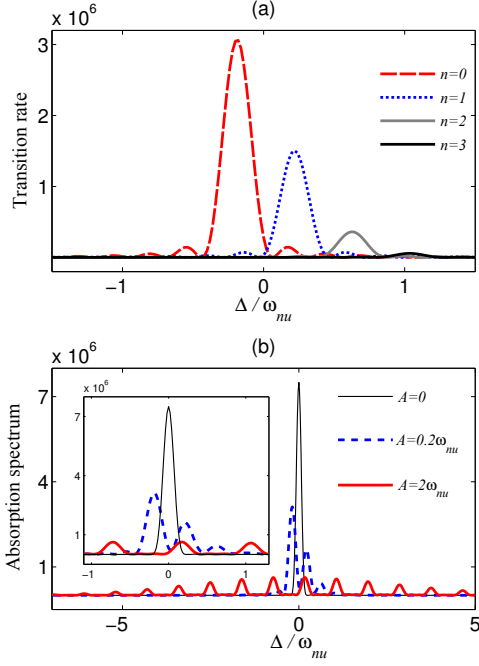 (a)
x 10^6
3
2
1
Transition rate
n=0
n=1
n=2
n=3
-1 0 1
Δ / ω_nu
(b)
x 10^6
7
4
1
Absorption spectrum
x 10^6
7
4
1
-1 0 1
A=0
A=0.2ω_nu
A=2ω_nu
-5 0 5
Δ / ω_nu